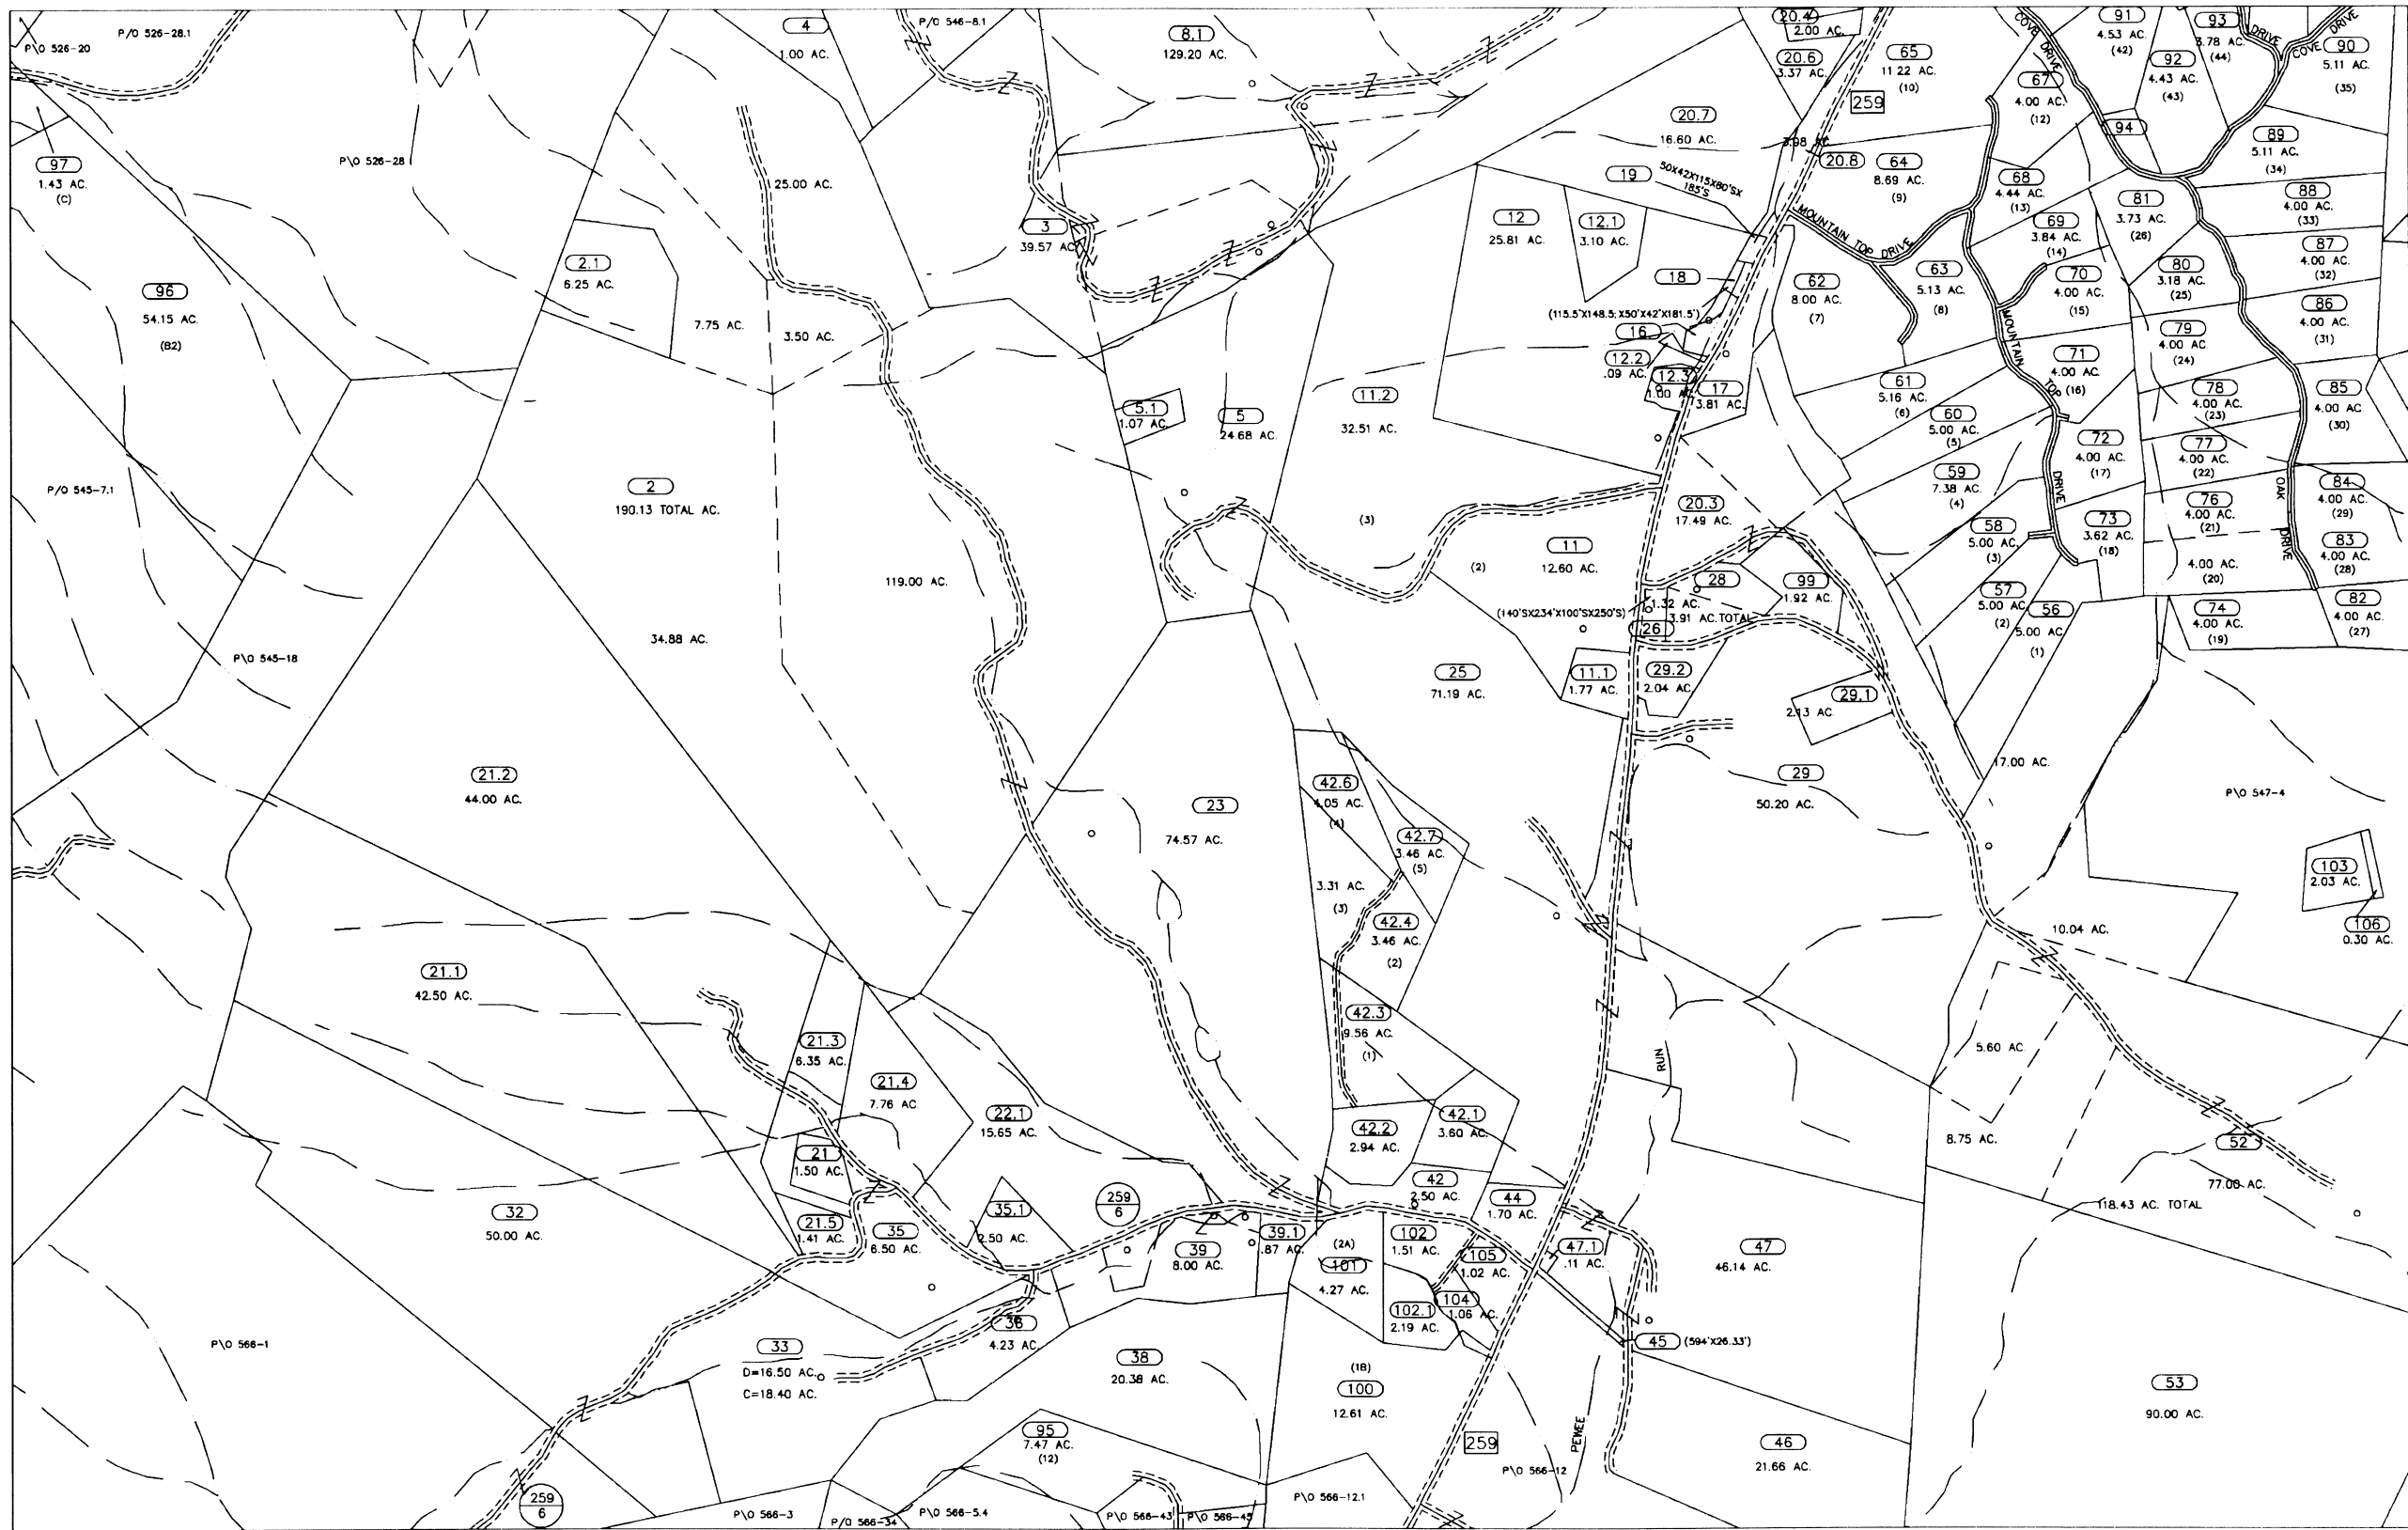 P\O 526-20
P/O 526-28.1
4
1.00 AC.
P/O 546-8.1
8.1
129.20 AC.
20.4
2.00 AC.
20.6
3.37 AC.
65
11.22 AC.
(10)
259
COVE DRIVE
91
4.53 AC.
(42)
93
3.78 AC.
(44)
DRIVE
COVE DRIVE
90
5.11 AC.
(35)
92
4.43 AC.
(43)
67
4.00 AC.
(12)
94
89
5.11 AC.
(34)
97
1.43 AC.
(C)
P\O 526-28
25.00 AC.
20.7
16.60 AC.
3.98 AC.
20.8
64
8.69 AC.
(9)
19
50X42X115X80'SX
185'S
68
4.44 AC.
(13)
88
4.00 AC.
(33)
81
3.73 AC.
(26)
69
3.84 AC.
(14)
87
4.00 AC.
(32)
3
39.57 AC.
12
25.81 AC.
12.1
3.10 AC.
MOUNTAIN TOP DRIVE
2.1
6.25 AC.
96
54.15 AC.
(B2)
18
62
8.00 AC.
(7)
63
5.13 AC.
(8)
70
4.00 AC.
(15)
80
3.18 AC.
(25)
86
4.00 AC.
(31)
7.75 AC.
3.50 AC.
(115.5'X148.5; X50'X42'X181.5')
16
12.2
.09 AC.
12.3
1.00 AC.
17
3.81 AC.
MOUNTAIN TOP DRIVE
79
4.00 AC.
(24)
71
4.00 AC.
(16)
61
5.16 AC.
(6)
78
4.00 AC.
(23)
85
4.00 AC.
(30)
5.1
1.07 AC.
5
24.68 AC.
11.2
32.51 AC.
(3)
60
5.00 AC.
(5)
72
4.00 AC.
(17)
77
4.00 AC.
(22)
59
7.38 AC.
(4)
84
4.00 AC.
(29)
P/O 545-7.1
2
190.13 TOTAL AC.
20.3
17.49 AC.
76
4.00 AC.
(21)
OAK DRIVE
58
5.00 AC.
(3)
73
3.62 AC.
(18)
83
4.00 AC.
(28)
11
12.60 AC.
(2)
4.00 AC.
(20)
119.00 AC.
28
1.32 AC.
3.91 AC. TOTAL
99
1.92 AC.
(140'SX234'X100'SX250'S)
26
57
5.00 AC.
(2)
56
5.00 AC.
(1)
74
4.00 AC.
(19)
82
4.00 AC.
(27)
34.88 AC.
P\O 545-18
25
71.19 AC.
11.1
1.77 AC.
29.2
2.04 AC.
29.1
2.13 AC.
21.2
44.00 AC.
17.00 AC.
29
50.20 AC.
P\O 547-4
23
74.57 AC.
42.6
4.05 AC.
(4)
42.7
3.46 AC.
(5)
103
2.03 AC.
3.31 AC.
(3)
42.4
3.46 AC.
(2)
106
0.30 AC.
10.04 AC.
21.1
42.50 AC.
42.3
9.56 AC.
(1)
21.3
6.35 AC.
RUN
5.60 AC.
21.4
7.76 AC.
22.1
15.65 AC.
42.2
2.94 AC.
42.1
3.60 AC.
8.75 AC.
52
77.00 AC.
118.43 AC. TOTAL
21
1.50 AC.
42
2.50 AC.
44
1.70 AC.
32
50.00 AC.
21.5
1.41 AC.
35
6.50 AC.
35.1
2.50 AC.
259
6
39
8.00 AC.
39.1
.87 AC.
(2A)
101
4.27 AC.
102
1.51 AC.
105
1.02 AC.
47.1
.11 AC.
47
46.14 AC.
104
1.06 AC.
102.1
2.19 AC.
36
4.23 AC.
45
(594'X26.33')
P\O 566-1
33
D=16.50 AC.
C=18.40 AC.
38
20.38 AC.
(1B)
100
12.61 AC.
53
90.00 AC.
95
7.47 AC.
(12)
259
PEWEE
46
21.66 AC.
P\O 566-12
259
6
P\O 566-3
P/O 566-34
P\O 566-5.4
P\O 566-43
P\O 566-45
P\O 566-12.1